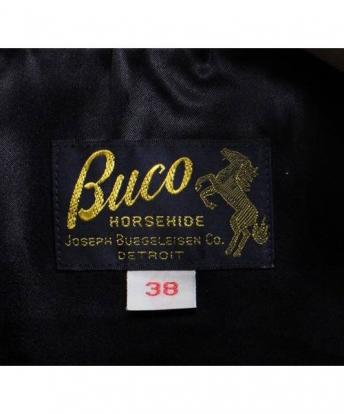 Buco
HORSEHIDE
JOSEPH BUEGELEISEN CO.
DETROIT
38